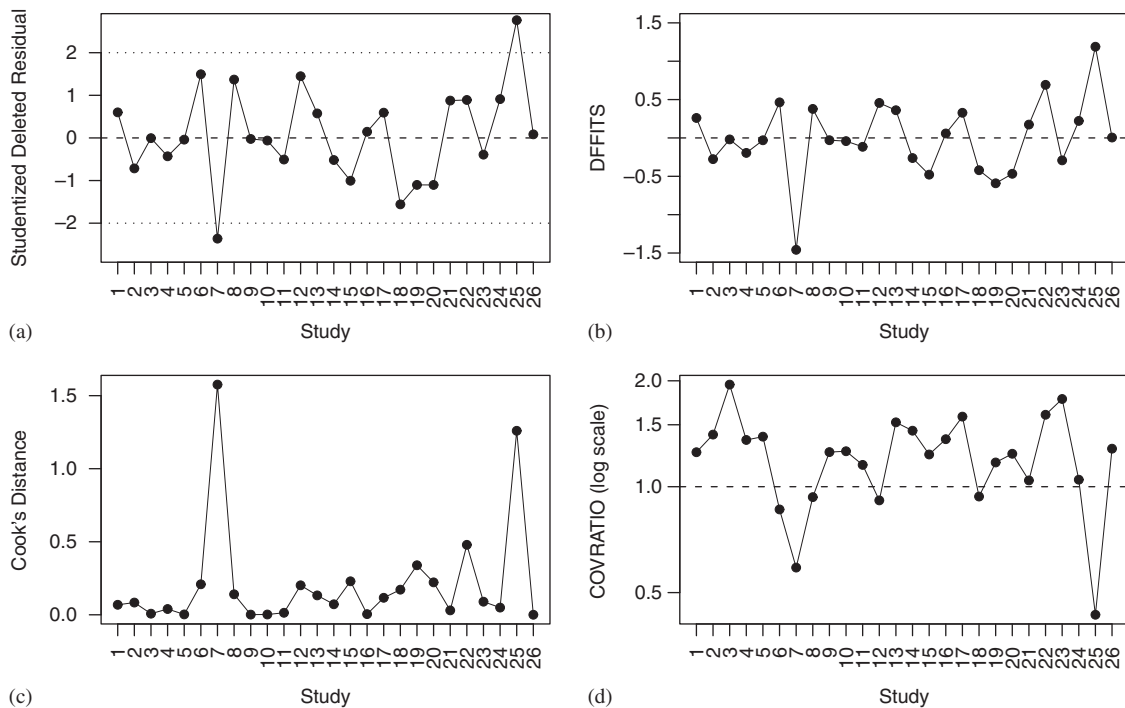 Studentized Deleted Residual
2
1
0
−1
−2
1 2 3 4 5 6 7 8 9 10 11 12 13 14 15 16 17 18 19 20 21 22 23 24 25 26
(a)
Study
DFFITS
1.5
0.5
−0.5
−1.5
1 2 3 4 5 6 7 8 9 10 11 12 13 14 15 16 17 18 19 20 21 22 23 24 25 26
(b)
Study
Cook's Distance
1.5
1.0
0.5
0.0
1 2 3 4 5 6 7 8 9 10 11 12 13 14 15 16 17 18 19 20 21 22 23 24 25 26
(c)
Study
COVRATIO (log scale)
2.0
1.5
1.0
0.5
1 2 3 4 5 6 7 8 9 10 11 12 13 14 15 16 17 18 19 20 21 22 23 24 25 26
(d)
Study